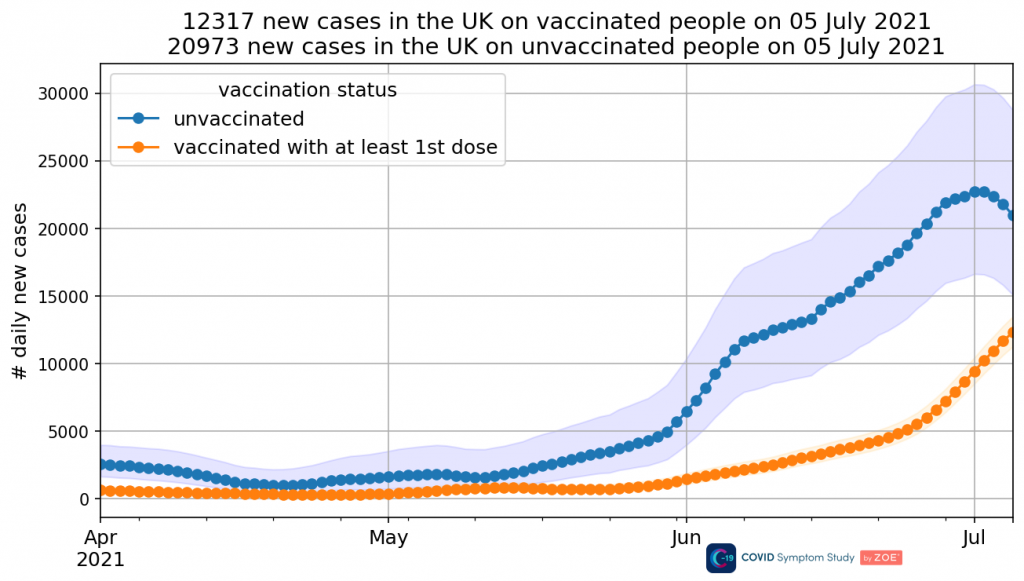 12317 new cases in the UK on vaccinated people on 05 July 2021
20973 new cases in the UK on unvaccinated people on 05 July 2021
vaccination status
unvaccinated
vaccinated with at least 1st dose
# daily new cases
30000
25000
20000
15000
10000
5000
0
Apr
2021
May
Jun
Jul
C-19
COVID Symptom Study
by ZOE